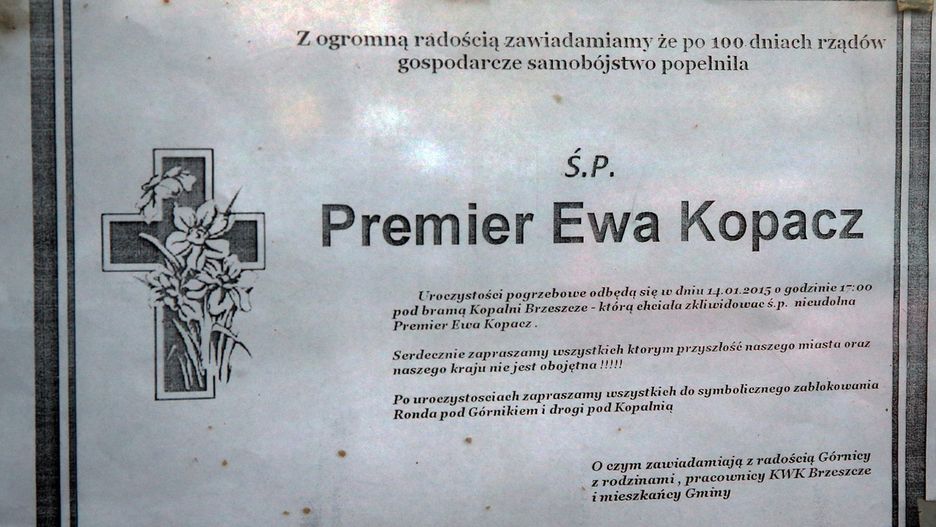 Z ogromną radością zawiadamiamy że po 100 dniach rządów
gospodarcze samobójstwo popelnila
Ś.P.
Premier Ewa Kopacz
Uroczystości pogrzebowe odbędą się w dniu 14.01.2015 o godzinie 17:00
pod bramą Kopalni Brzeszcze - którą chciala zkliwidowac ś.p. nieudolna
Premier Ewa Kopacz .
Serdecznie zapraszamy wszystkich ktorym przyszłość naszego miasta oraz
naszego kraju nie jest obojętna !!!!!
Po uroczystosciach zapraszamy wszystkich do symbolicznego zablokowania
Ronda pod Górnikiem i drogi pod Kopalnią
O czym zawiadamiają z radością Górnicy
z rodzinami , pracownicy KWK Brzeszcze
i mieszkańcy Gminy